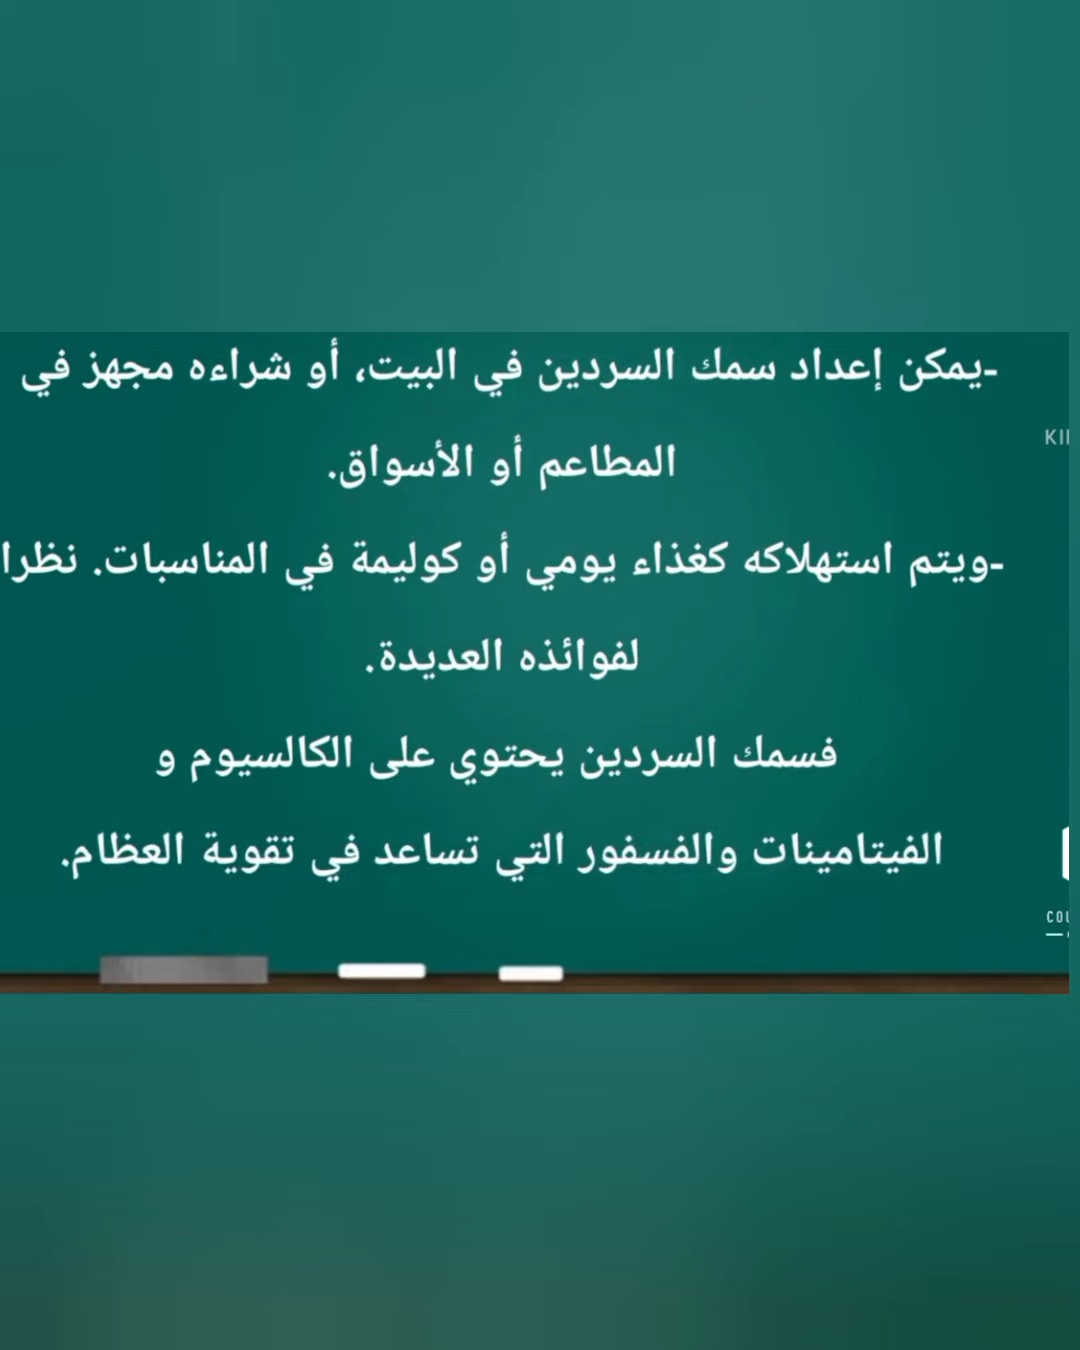 -يمكن إعداد سمك السردين في البيت، أو شراءه مجهز في
المطاعم أو الأسواق.
-ويتم استهلاكه كغذاء يومي أو كوليمة في المناسبات. نظرا
لفوائذه العديدة.
فسمك السردين يحتوي على الكالسيوم و
الفيتامينات والفسفور التي تساعد في تقوية العظام.